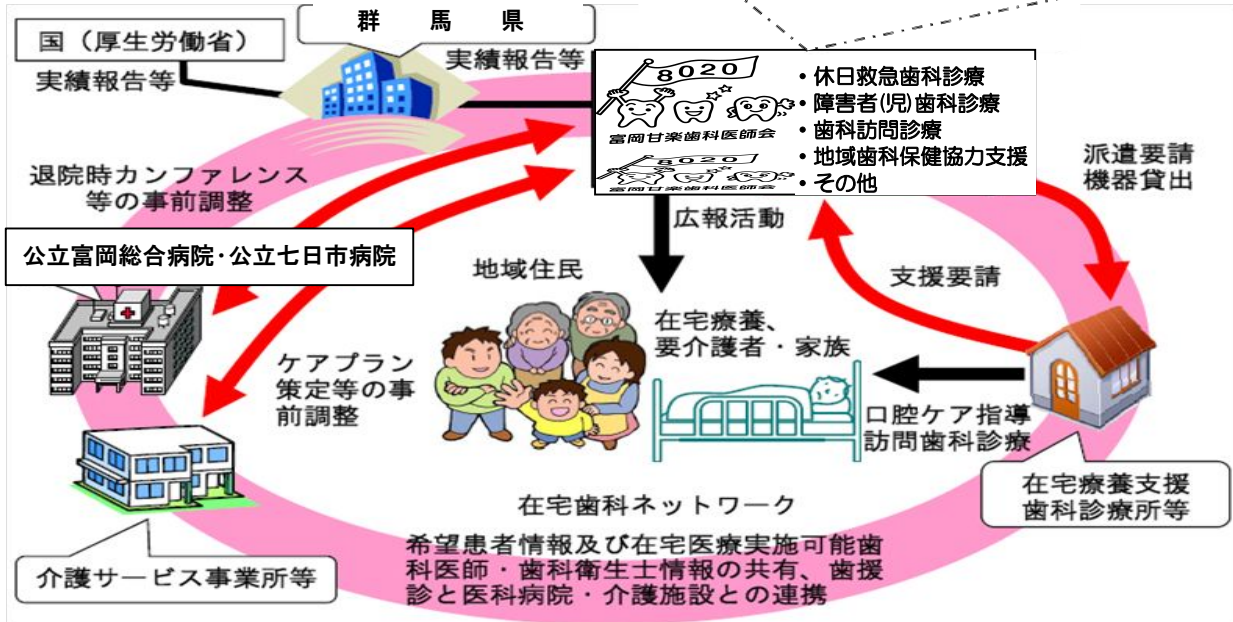 群　馬　県
国（厚生労働省）
実績報告等
実績報告等
8020
富岡甘楽歯科医師会
8020
富岡甘楽歯科医師会
・休日救急歯科診療
・障害者(児)歯科診療
・歯科訪問診療
・地域歯科保健協力支援
・その他
派遣要請
機器貸出
退院時カンファレンス
等の事前調整
広報活動
公立富岡総合病院・公立七日市病院
地域住民
支援要請
在宅療養、
要介護者・家族
ケアプラン
策定等の事
前調整
口腔ケア指導
訪問歯科診療
在宅療養支援
歯科診療所等
在宅歯科ネットワーク
希望患者情報及び在宅医療実施可能歯
科医師・歯科衛生士情報の共有、歯援
診と医科病院・介護施設との連携
介護サービス事業所等